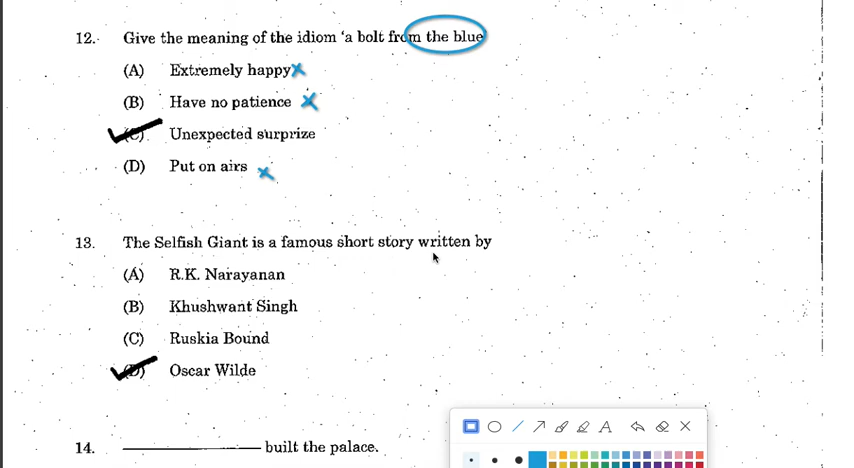 12. Give the meaning of the idiom ‘a bolt from the blue’
(A) Extremely happy
(B) Have no patience
(C) Unexpected surprize
(D) Put on airs
13. The Selfish Giant is a famous short story written by
(A) R.K. Narayanan
(B) Khushwant Singh
(C) Ruskia Bound
(D) Oscar Wilde
14. ____________ built the palace.
A